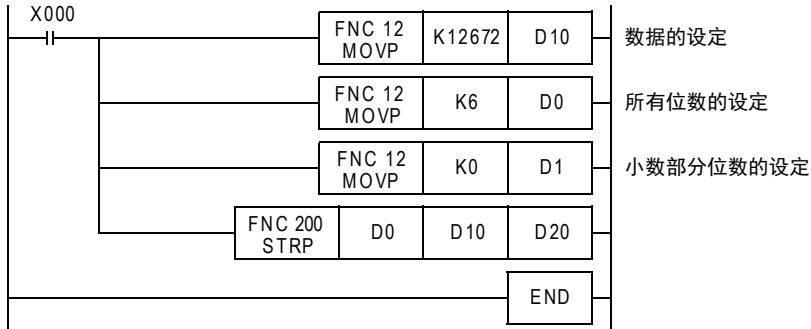 X000
FNC 12 MOVP K12672 D10 数据的设定
FNC 12 MOVP K6 D0 所有位数的设定
FNC 12 MOVP K0 D1 小数部分位数的设定
FNC 200 STRP D0 D10 D20
END